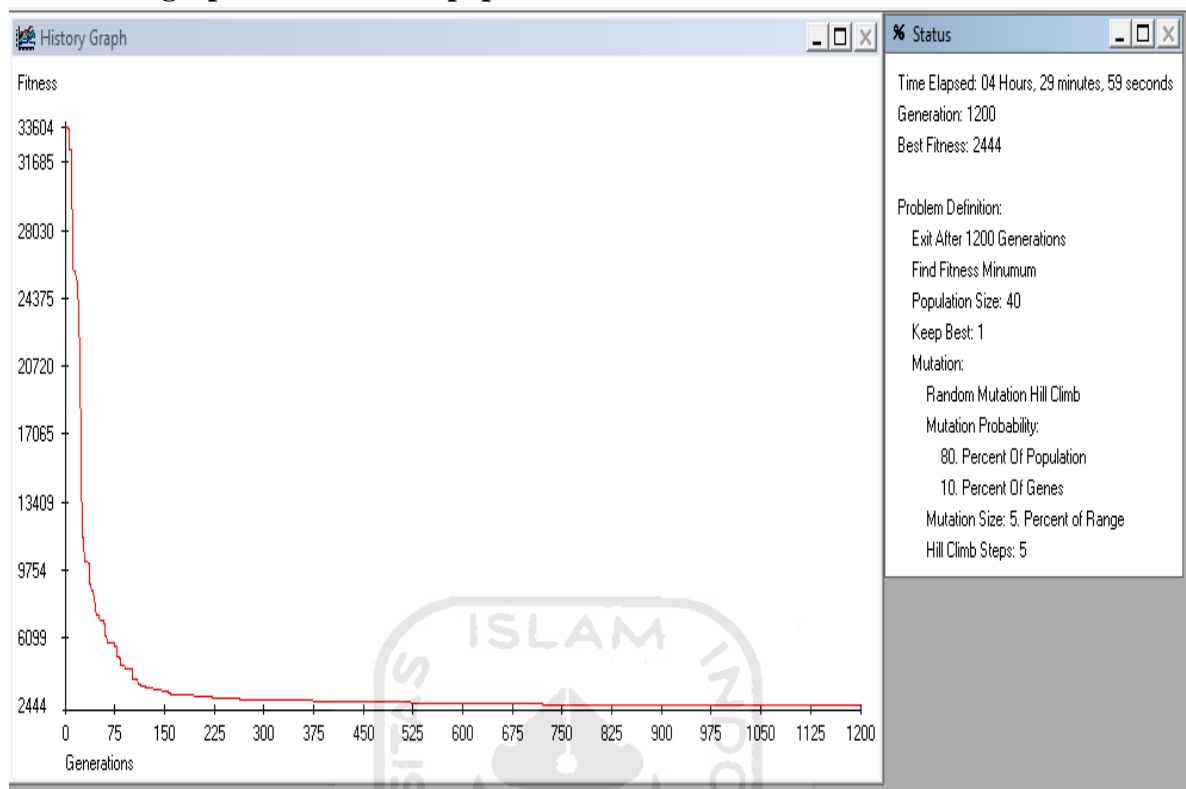 History Graph
Fitness
33604
31685
28030
24375
20720
17065
13409
9754
6099
2444
0 75 150 225 300 375 450 525 600 675 750 825 900 975 1050 1125 1200
Generations
% Status
Time Elapsed: 04 Hours, 29 minutes, 59 seconds
Generation: 1200
Best Fitness: 2444
Problem Definition:
Exit After 1200 Generations
Find Fitness Minumum
Population Size: 40
Keep Best: 1
Mutation:
Random Mutation Hill Climb
Mutation Probability:
80. Percent Of Population
10. Percent Of Genes
Mutation Size: 5. Percent of Range
Hill Climb Steps: 5
ISLAM